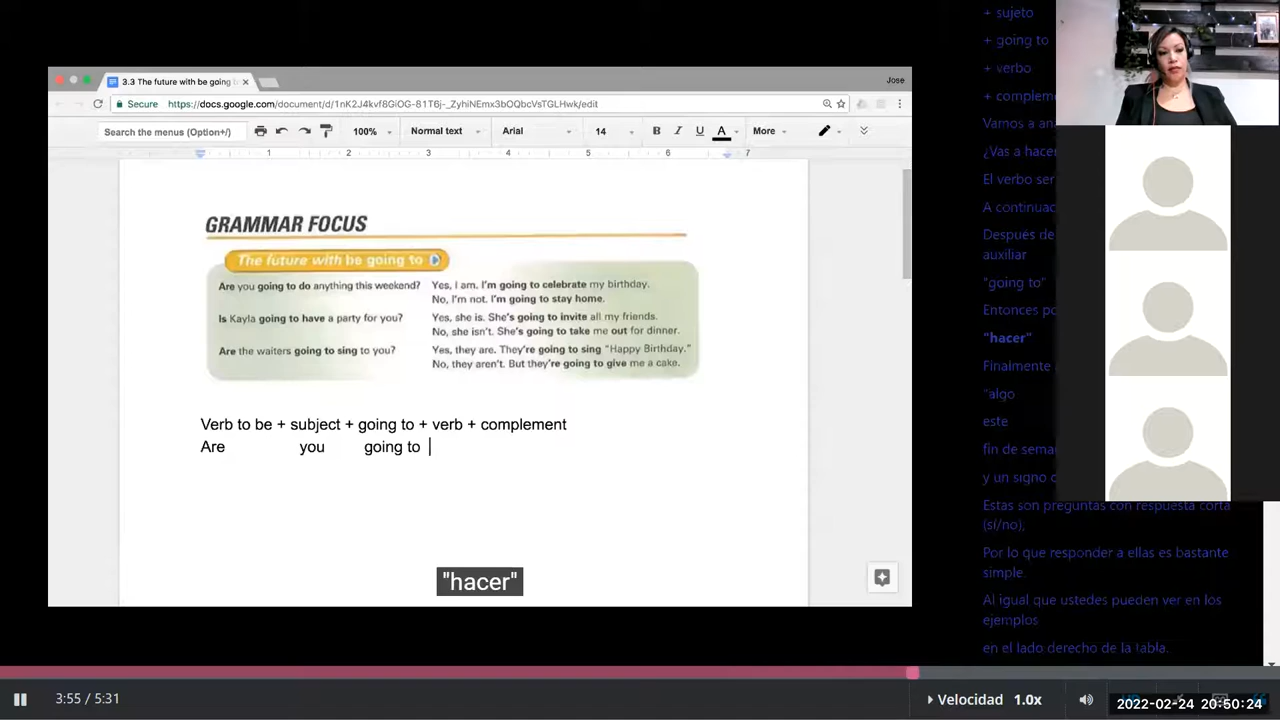 3.3 The future with be going t
Jose
Secure https://docs.google.com/document/d/1nK2J4kvf8GiOG-81T6j-_ZyhiNEmx3bOQbcVsTGLHwk/edit
Search the menus (Option+/) 100% Normal text Arial 14 B I U A More
1 2 3 4 5 6 7
GRAMMAR FOCUS
The future with be going to
Are you going to do anything this weekend? Yes, I am. I'm going to celebrate my birthday.
No, I'm not. I'm going to stay home.
Is Kayla going to have a party for you? Yes, she is. She's going to invite all my friends.
No, she isn't. She's going to take me out for dinner.
Are the waiters going to sing to you? Yes, they are. They're going to sing "Happy Birthday."
No, they aren't. But they're going to give me a cake.
Verb to be + subject + going to + verb + complement
Are you going to
"hacer"
+ sujeto
+ going to
+ verbo
+ complem
Vamos a an
¿Vas a hacer
El verbo ser
A continuac
Después de
auxiliar
"going to"
Entonces po
"hacer"
Finalmente
"algo
este
fin de sema
y un signo
Estas son preguntas con respuesta corta
(sí/no),
Por lo que responder a ellas es bastante
simple.
Al igual que ustedes pueden ver en los
ejemplos
en el lado derecho de la tabla.
3:55 / 5:31
Velocidad 1.0x
2022-02-24 20:50:24